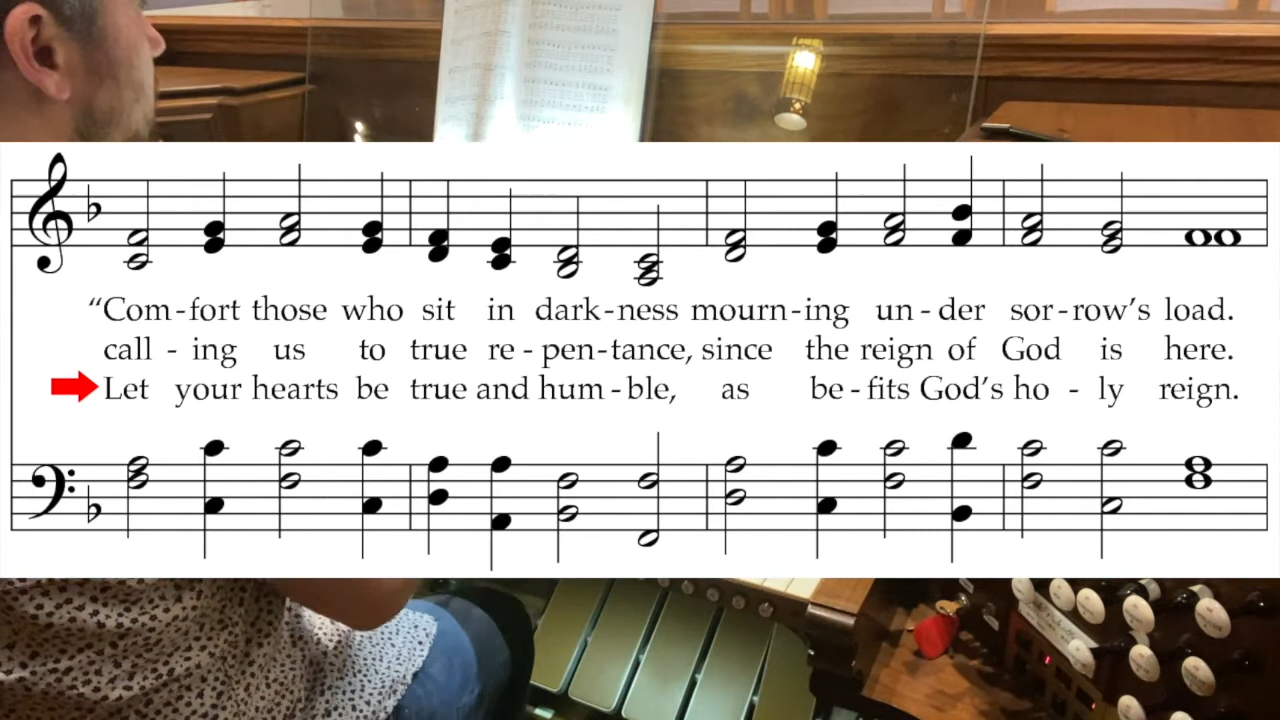 “Com-fort those who sit in dark-ness mourn-ing un-der sor-row’s load.
call-ing us to true re-pen-tance, since the reign of God is here.
Let your hearts be true and hum-ble, as be-fits God’s ho-ly reign.